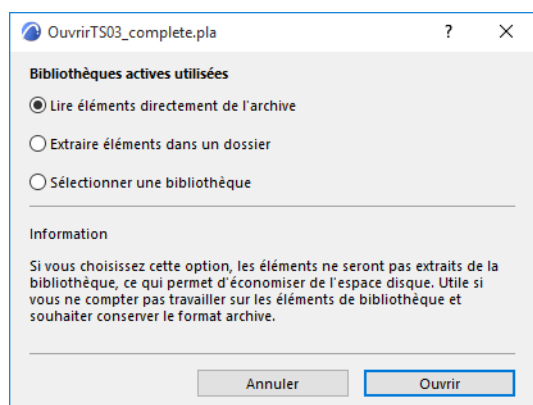 OuvrirTS03_complete.pla
?
Bibliothèques actives utilisées
Lire éléments directement de l'archive
Extraire éléments dans un dossier
Sélectionner une bibliothèque
Information
Si vous choisissez cette option, les éléments ne seront pas extraits de la
bibliothèque, ce qui permet d'économiser de l'espace disque. Utile si
vous ne compter pas travailler sur les éléments de bibliothèque et
souhaiter conserver le format archive.
Annuler
Ouvrir